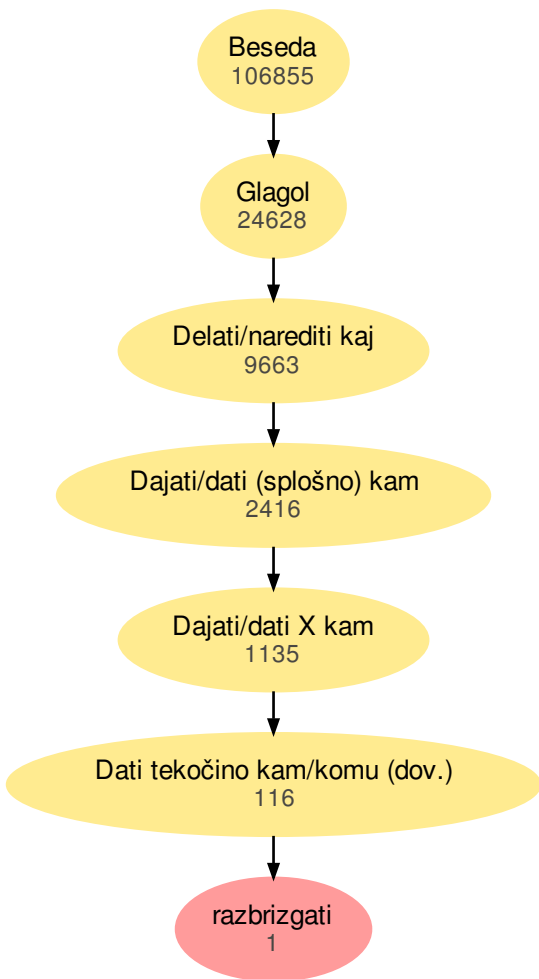 Beseda
106855
Glagol
24628
Delati/narediti kaj
9663
Dajati/dati (splošno) kam
2416
Dajati/dati X kam
1135
Dati tekočino kam/komu (dov.)
116
razbrizgati
1